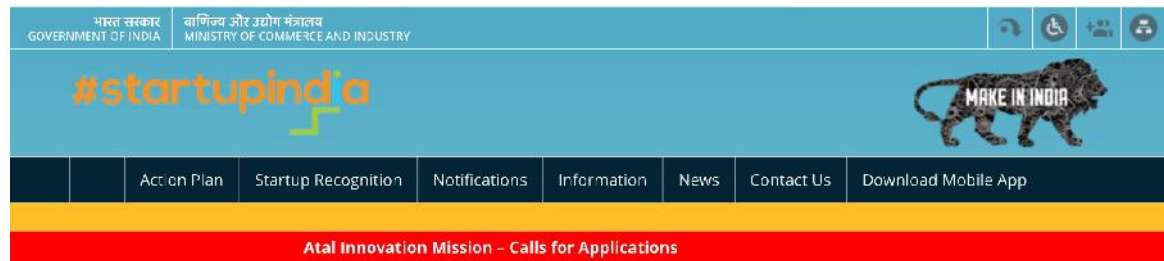 भारत सरकार
GOVERNMENT OF INDIA
वाणिज्य और उद्योग मंत्रालय
MINISTRY OF COMMERCE AND INDUSTRY
#startupindia
MAKE IN INDIA
Action Plan
Startup Recognition
Notifications
Information
News
Contact Us
Download Mobile App
Atal Innovation Mission – Calls for Applications